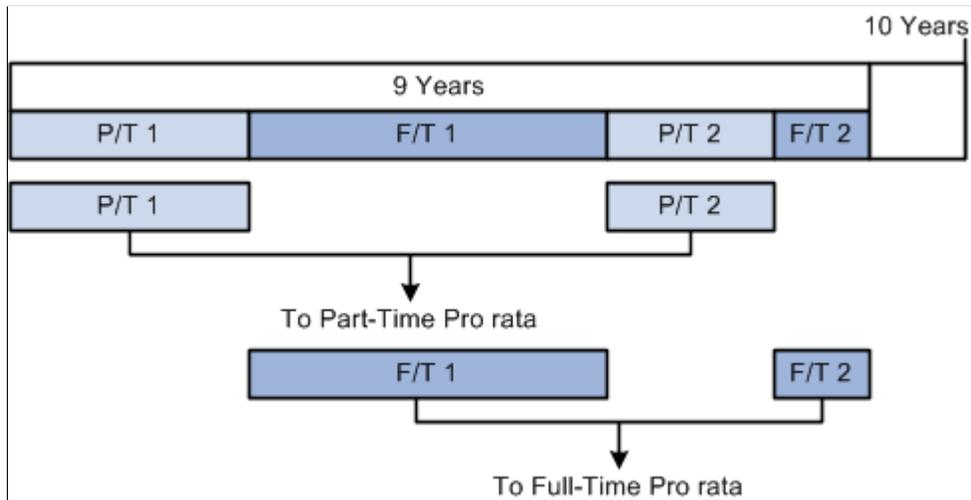 10 Years
9 Years
P/T 1 F/T 1 P/T 2 F/T 2
P/T 1 P/T 2
To Part-Time Pro rata
F/T 1 F/T 2
To Full-Time Pro rata